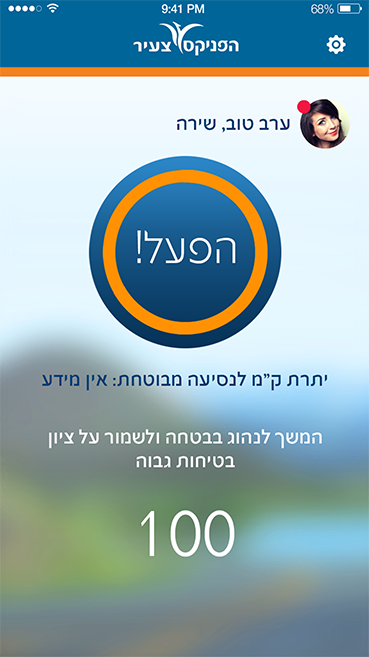 9:41 PM 68%
הפניקס צעיר
ערב טוב, שירה
הפעל!
יתרת ק"מ לנסיעה מבוטחת: אין מידע
המשך לנהוג בבטחה ולשמור על ציון
בטיחות גבוה
100